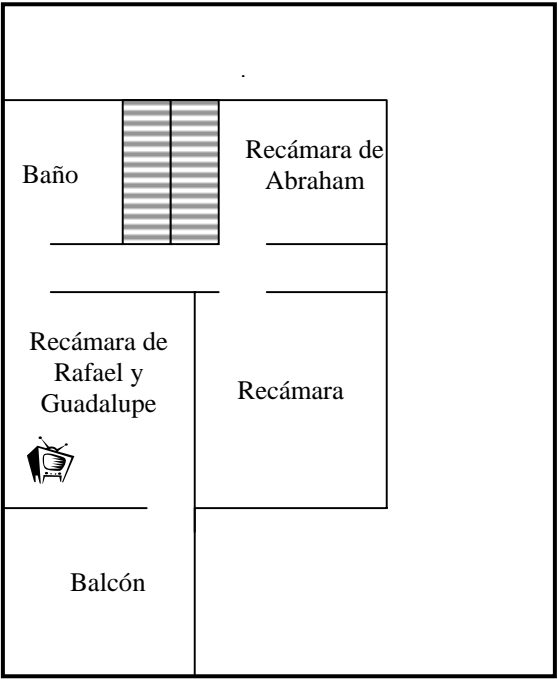 Baño
Recámara de
Abraham
Recámara de
Rafael y
Guadalupe
Recámara
Balcón